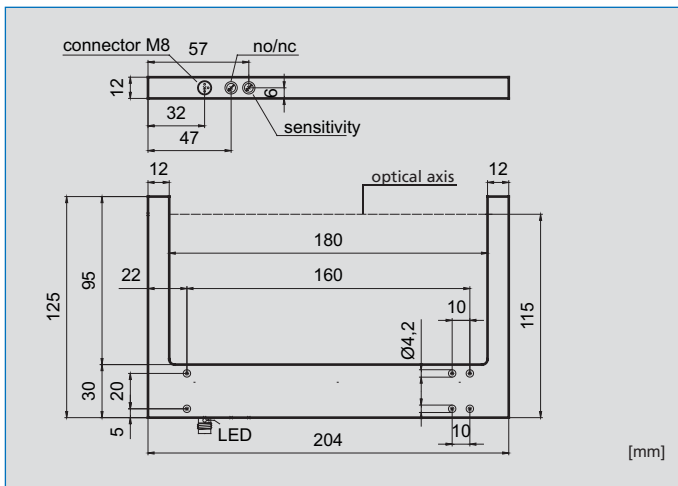 connector M8
57
no/nc
12
6
32
sensitivity
47
12
optical axis
12
180
22
160
10
125
95
115
Ø4,2
30
20
5
LED
10
204
[mm]